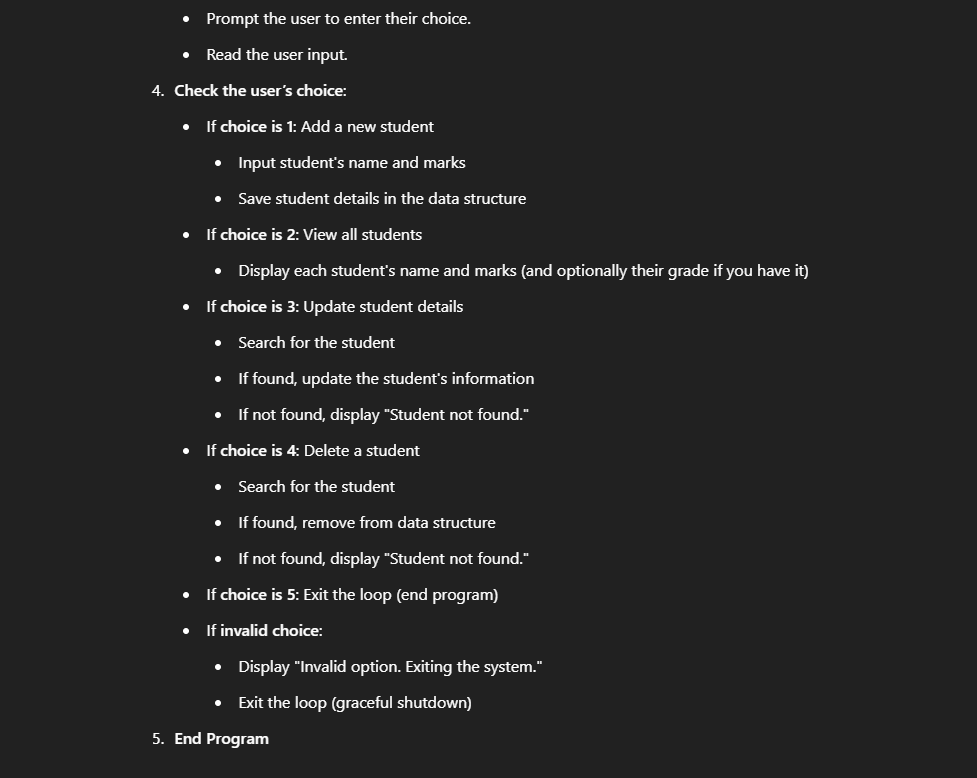 • Prompt the user to enter their choice.
• Read the user input.
4. Check the user's choice:
• If choice is 1: Add a new student
• Input student's name and marks
• Save student details in the data structure
• If choice is 2: View all students
• Display each student's name and marks (and optionally their grade if you have it)
• If choice is 3: Update student details
• Search for the student
• If found, update the student's information
• If not found, display "Student not found."
• If choice is 4: Delete a student
• Search for the student
• If found, remove from data structure
• If not found, display "Student not found."
• If choice is 5: Exit the loop (end program)
• If invalid choice:
• Display "Invalid option. Exiting the system."
• Exit the loop (graceful shutdown)
5. End Program